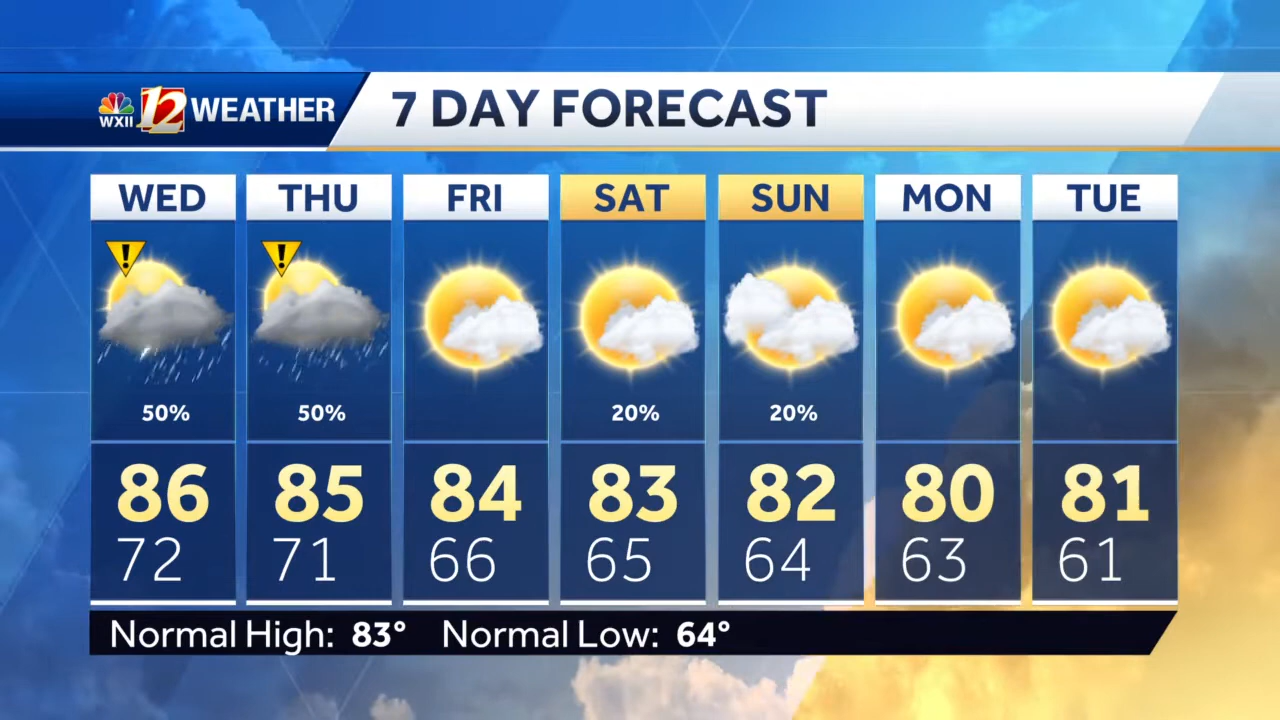 WXII 12 WEATHER 7 DAY FORECAST
WED THU FRI SAT SUN MON TUE
! !
50% 50% 20% 20%
86 85 84 83 82 80 81
72 71 66 65 64 63 61
Normal High: 83° Normal Low: 64°